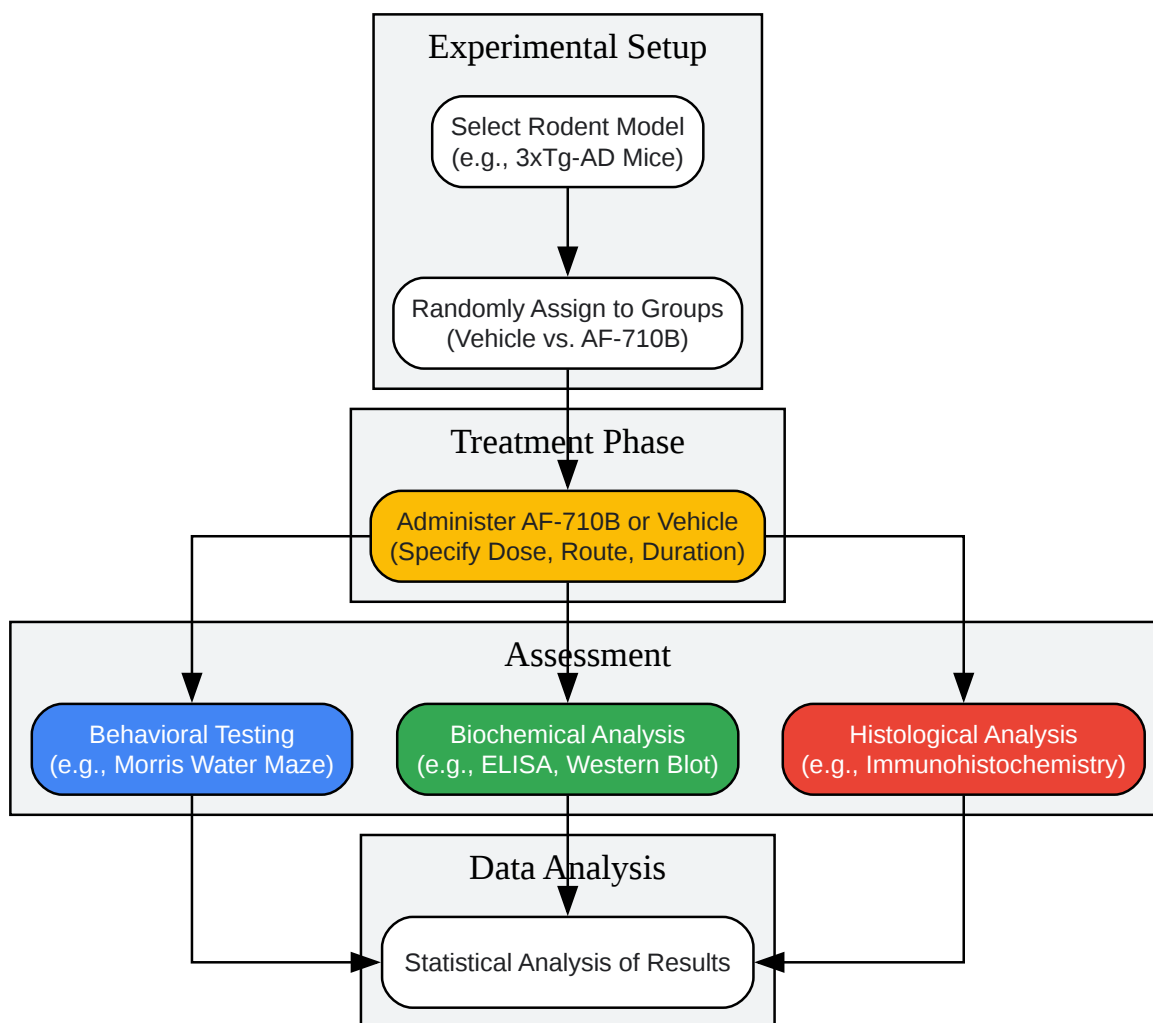 Experimental Setup
Select Rodent Model
(e.g., 3xTg-AD Mice)
Randomly Assign to Groups
(Vehicle vs. AF-710B)
Treatment Phase
Administer AF-710B or Vehicle
(Specify Dose, Route, Duration)
Assessment
Behavioral Testing
(e.g., Morris Water Maze)
Biochemical Analysis
(e.g., ELISA, Western Blot)
Histological Analysis
(e.g., Immunohistochemistry)
Data Analysis
Statistical Analysis of Results